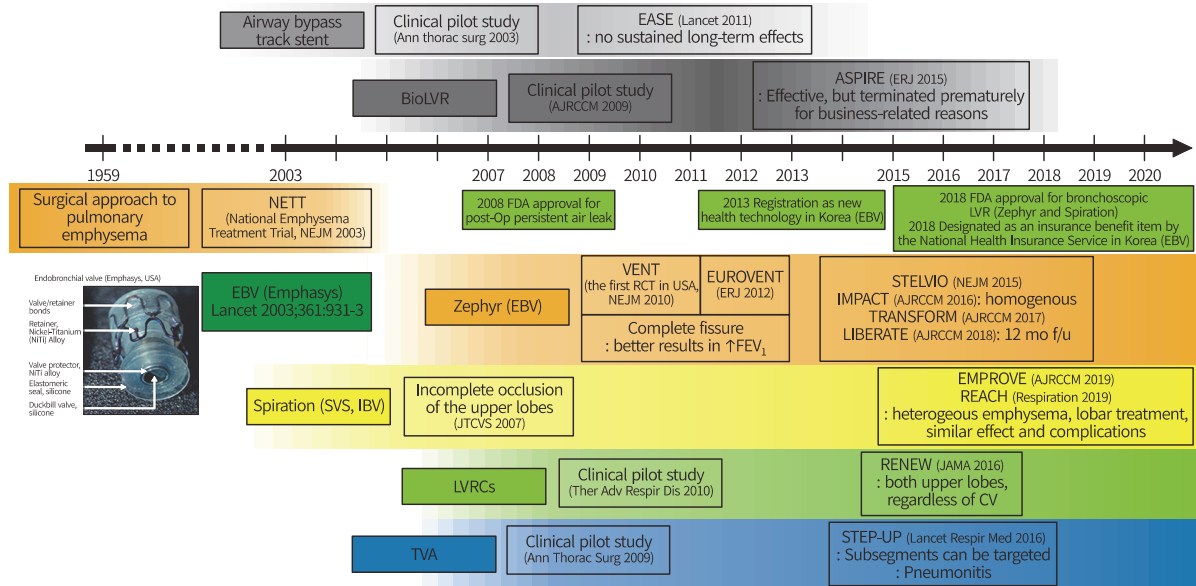 Airway bypass
track stent
Clinical pilot study
(Ann thorac surg 2003)
EASE (Lancet 2011)
: no sustained long-term effects
BioLVR
Clinical pilot study
(AJRCCM 2009)
ASPIRE (ERJ 2015)
: Effective, but terminated prematurely
for business-related reasons
1959 2003 2007 2008 2009 2010 2011 2012 2013 2015 2016 2017 2018 2019 2020
Surgical approach to
pulmonary
emphysema
NETT
(National Emphysema
Treatment Trial, NEJM 2003)
2008 FDA approval for
post-Op persistent air leak
2013 Registration as new
health technology in Korea (EBV)
2018 FDA approval for bronchoscopic
LVR (Zephyr and Spiration)
2018 Designated as an insurance benefit item by
the National Health Insurance Service in Korea (EBV)
Endobronchial valve (Emphasys, USA)
Valve/retainer
bonds
Retainer,
Nickel-Titanium
(NiTi) Alloy
Valve protector,
NiTi alloy
Elastomeric
seal, silicone
Duckbill valve,
silicone
EBV (Emphasys)
Lancet 2003;361:931-3
Zephyr (EBV)
VENT
(the first RCT in USA,
NEJM 2010)
EUROVENT
(ERJ 2012)
Complete fissure
: better results in ↑FEV₁
STELVIO (NEJM 2015)
IMPACT (AJRCCM 2016): homogenous
TRANSFORM (AJRCCM 2017)
LIBERATE (AJRCCM 2018): 12 mo f/u
Spiration (SVS, IBV)
Incomplete occlusion
of the upper lobes
(JTCVS 2007)
EMPROVE (AJRCCM 2019)
REACH (Respiration 2019)
: heterogeous emphysema, lobar treatment,
similar effect and complications
LVRCs
Clinical pilot study
(Ther Adv Respir Dis 2010)
RENEW (JAMA 2016)
: both upper lobes,
regardless of CV
TVA
Clinical pilot study
(Ann Thorac Surg 2009)
STEP-UP (Lancet Respir Med 2016)
: Subsegments can be targeted
: Pneumonitis